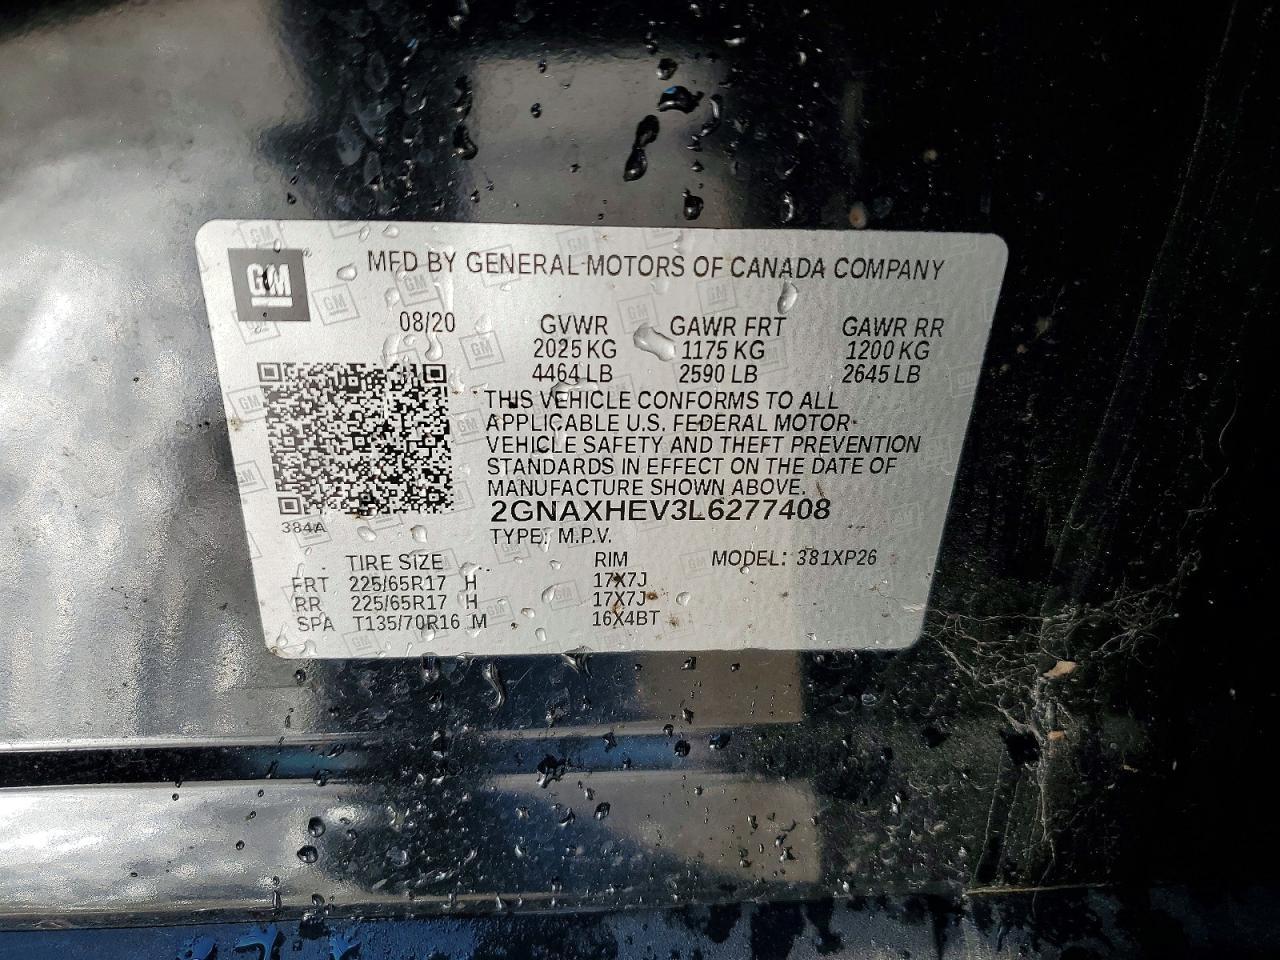 GM
MFD BY GENERAL MOTORS OF CANADA COMPANY
08/20 GVWR GAWR FRT GAWR RR
2025 KG 1175 KG 1200 KG
4464 LB 2590 LB 2645 LB
THIS VEHICLE CONFORMS TO ALL
APPLICABLE U.S. FEDERAL MOTOR
VEHICLE SAFETY AND THEFT PREVENTION
STANDARDS IN EFFECT ON THE DATE OF
MANUFACTURE SHOWN ABOVE.
2GNAXHEV3L6277408
384A
TYPE: M.P.V.
TIRE SIZE RIM MODEL: 381XP26
FRT 225/65R17 H 17X7J
RR 225/65R17 H 17X7J
SPA T135/70R16 M 16X4BT